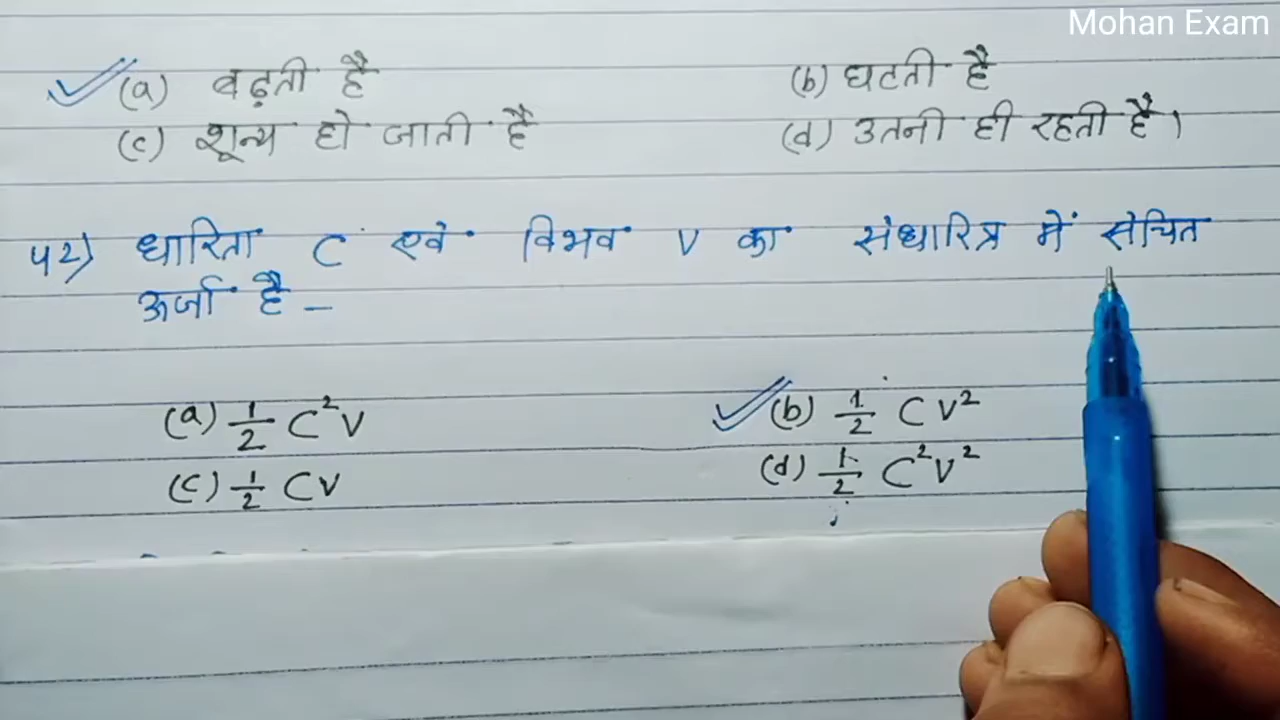 Mohan Exam
(a) बढ़ती है (b) घटती है
(c) शून्य हो जाती है (d) उतनी ही रहती है।
42) धारिता C एवं विभव V का संधारित्र में संचित
ऊर्जा है –
(a) 1/2 C²V (b) 1/2 CV²
(c) 1/2 CV (d) 1/2 C²V²